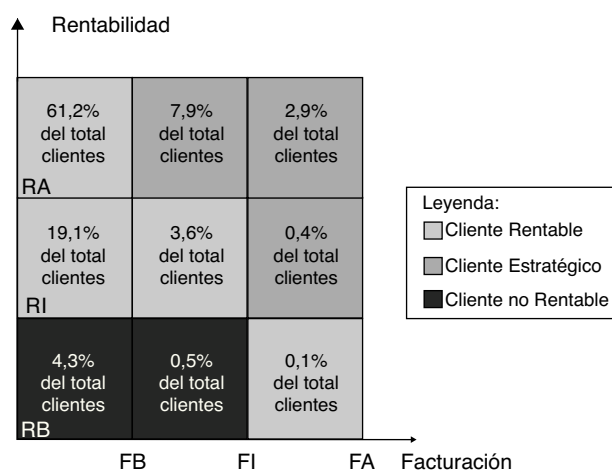 Rentabilidad
61,2%
del total
clientes
7,9%
del total
clientes
2,9%
del total
clientes
RA
19,1%
del total
clientes
3,6%
del total
clientes
0,4%
del total
clientes
RI
4,3%
del total
clientes
0,5%
del total
clientes
0,1%
del total
clientes
RB
FB
FI
FA
Facturación
Leyenda:
Cliente Rentable
Cliente Estratégico
Cliente no Rentable